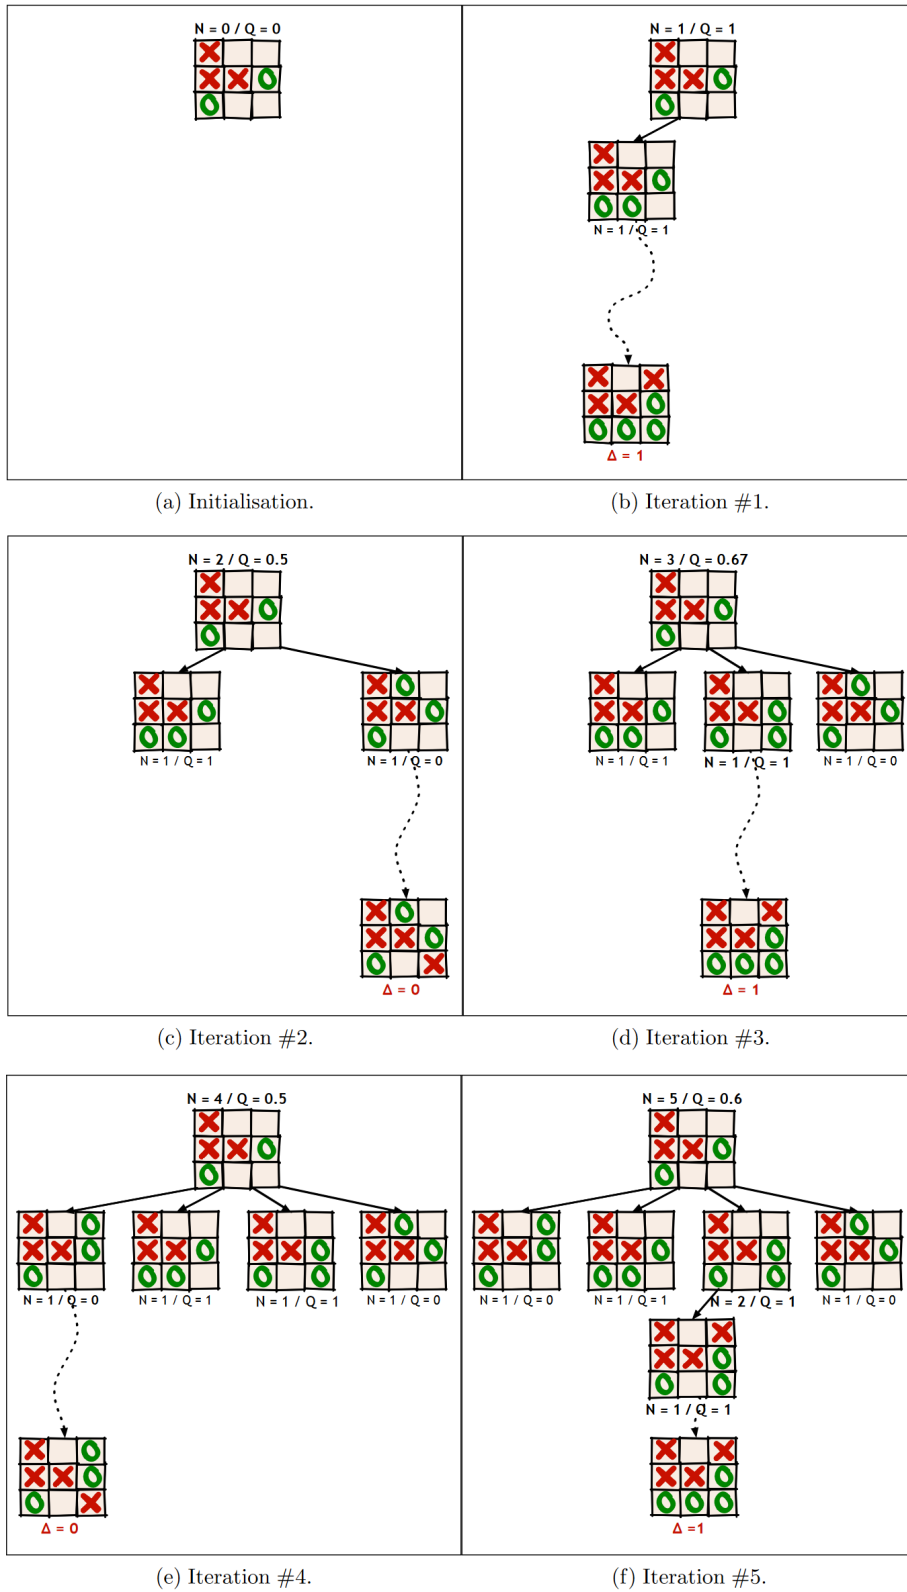 N = 0 / Q = 0
(a) Initialisation.
N = 1 / Q = 1
N = 1 / Q = 1
Δ = 1
(b) Iteration #1.
N = 2 / Q = 0.5
N = 1 / Q = 1
N = 1 / Q = 0
Δ = 0
(c) Iteration #2.
N = 3 / Q = 0.67
N = 1 / Q = 1
N = 1 / Q = 1
N = 1 / Q = 0
Δ = 1
(d) Iteration #3.
N = 4 / Q = 0.5
N = 1 / Q = 0
N = 1 / Q = 1
N = 1 / Q = 1
N = 1 / Q = 0
Δ = 0
(e) Iteration #4.
N = 5 / Q = 0.6
N = 1 / Q = 0
N = 1 / Q = 1
N = 2 / Q = 1
N = 1 / Q = 0
N = 1 / Q = 1
Δ =1
(f) Iteration #5.